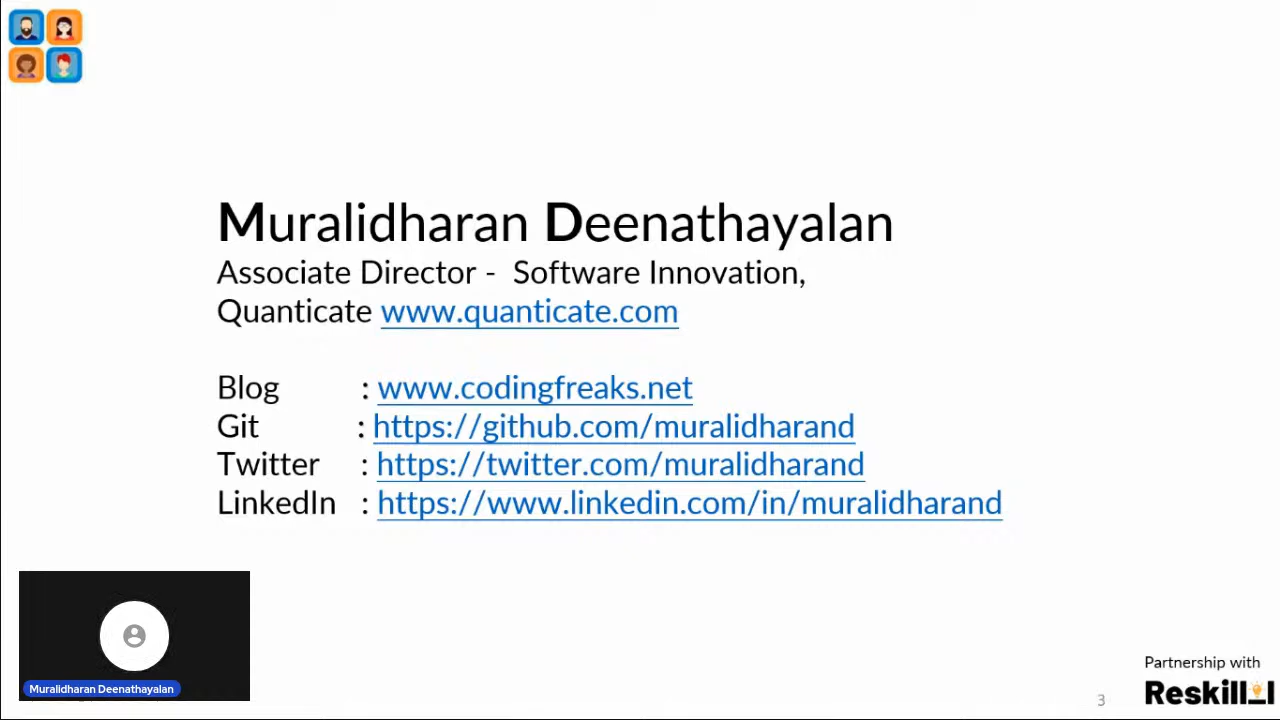 Muralidharan Deenathayalan
Associate Director - Software Innovation,
Quanticate www.quanticate.com
Blog : www.codingfreaks.net
Git : https://github.com/muralidharand
Twitter : https://twitter.com/muralidharand
LinkedIn : https://www.linkedin.com/in/muralidharand
Muralidharan Deenathayalan
Partnership with
3
Reskilll